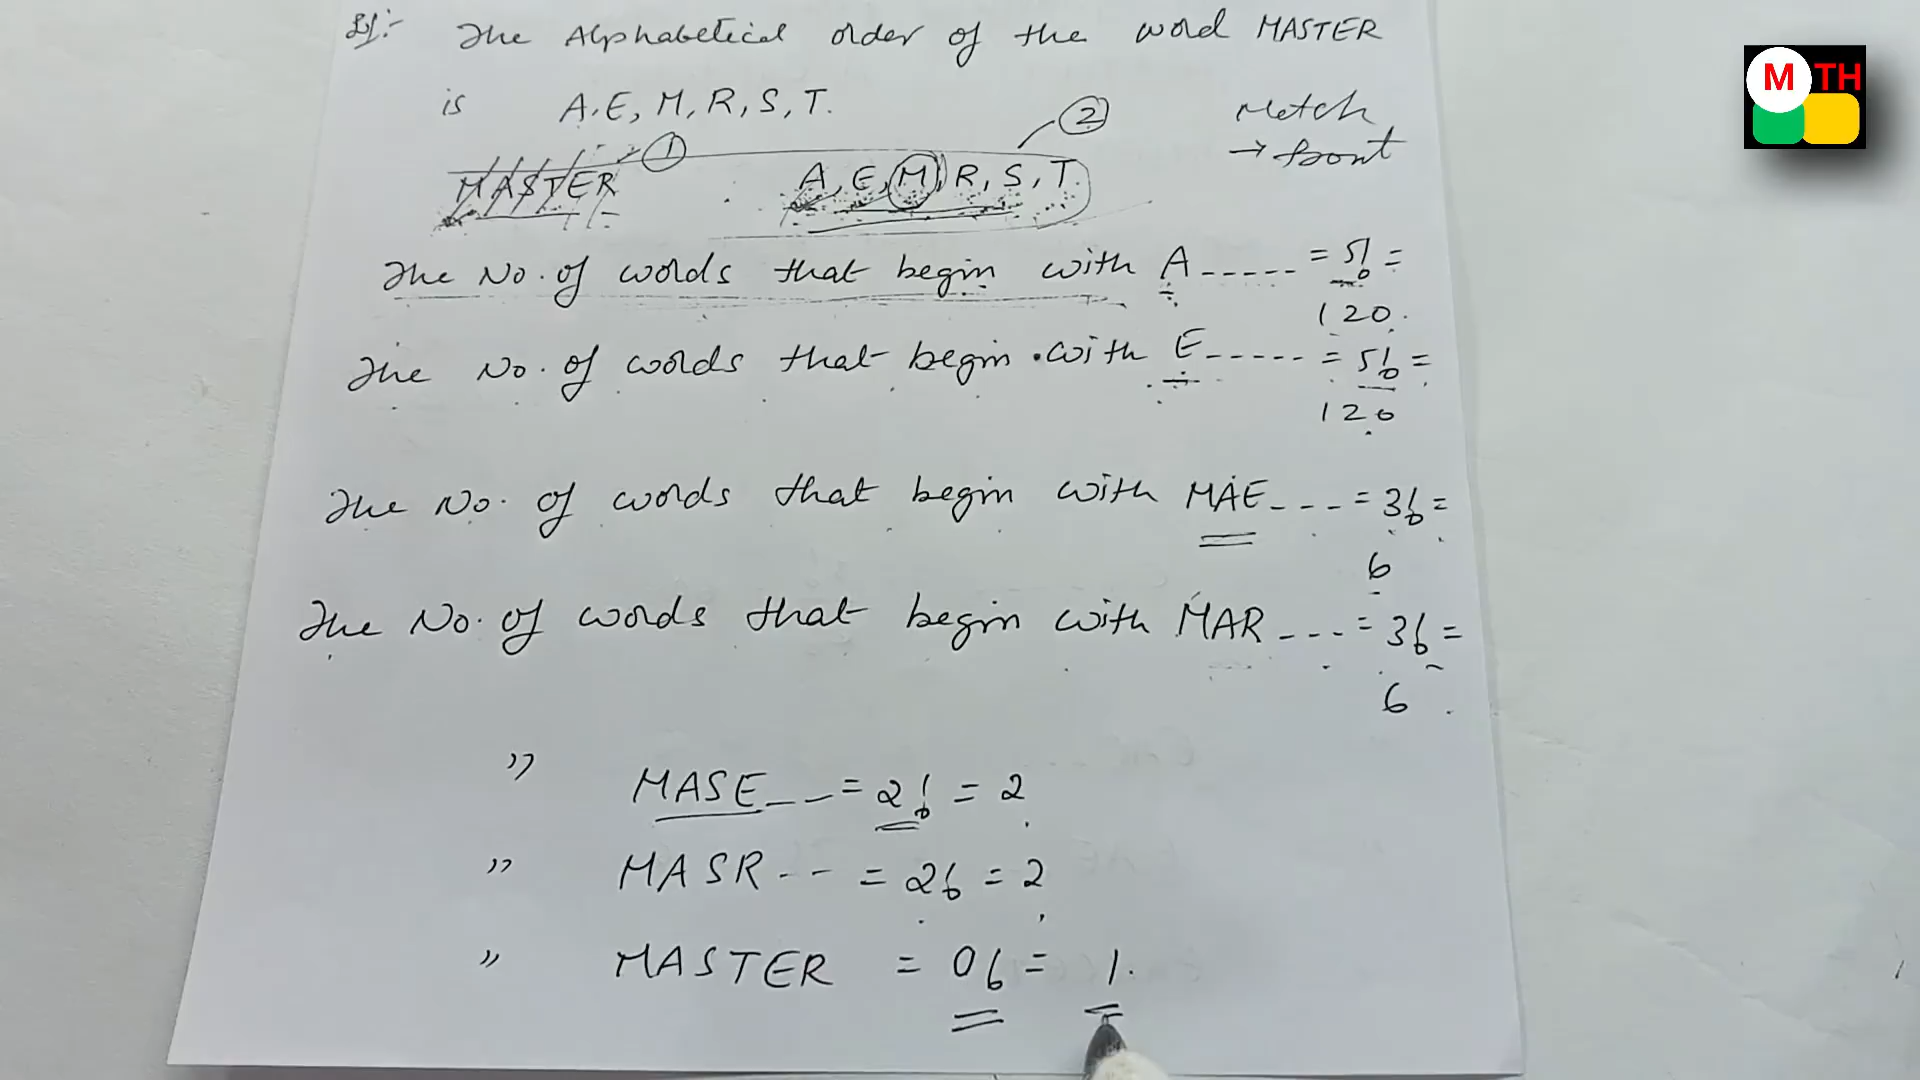 Sol:- The Alphabetical order of the word MASTER
is A, E, M, R, S, T.
Match
→ front
MASTER ①
A, E, M, R, S, T ②
The No. of words that begin with A----- = 5! =
120.
The No. of words that begin with E----- = 5! =
120
The No. of words that begin with MAE--- = 3! =
6
The No. of words that begin with MAR--- = 3! =
6
" MASE-- = 2! = 2
" MASR-- = 2! = 2
" MASTER = 0! = 1.
M TH